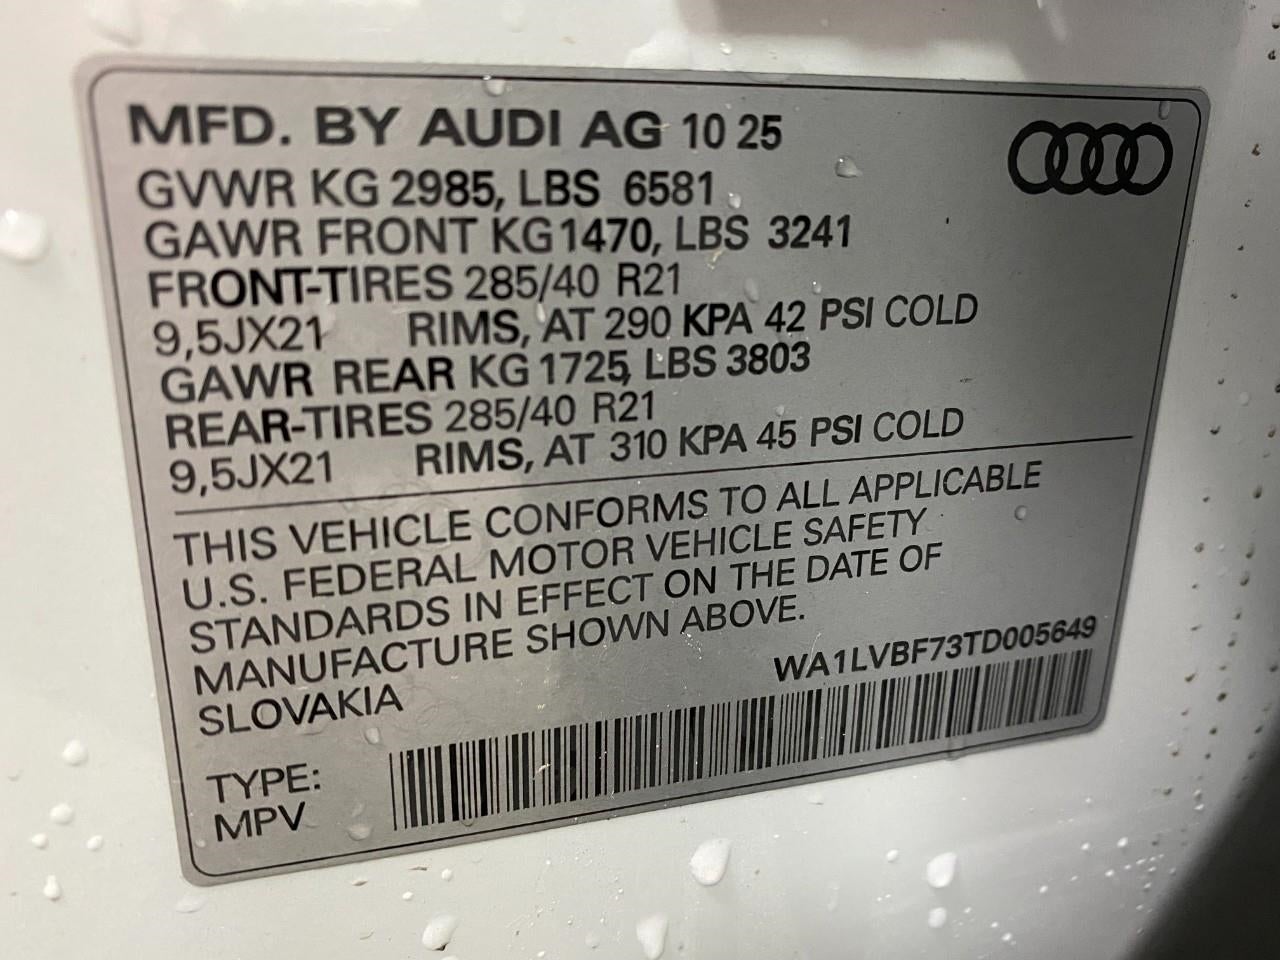 MFD. BY AUDI AG 10 25
GVWR KG 2985, LBS 6581
GAWR FRONT KG 1470, LBS 3241
FRONT-TIRES 285/40 R21
9,5JX21 RIMS, AT 290 KPA 42 PSI COLD
GAWR REAR KG 1725, LBS 3803
REAR-TIRES 285/40 R21
9,5JX21 RIMS, AT 310 KPA 45 PSI COLD
THIS VEHICLE CONFORMS TO ALL APPLICABLE
U.S. FEDERAL MOTOR VEHICLE SAFETY
STANDARDS IN EFFECT ON THE DATE OF
MANUFACTURE SHOWN ABOVE.
SLOVAKIA
WA1LVBF73TD005649
TYPE:
MPV